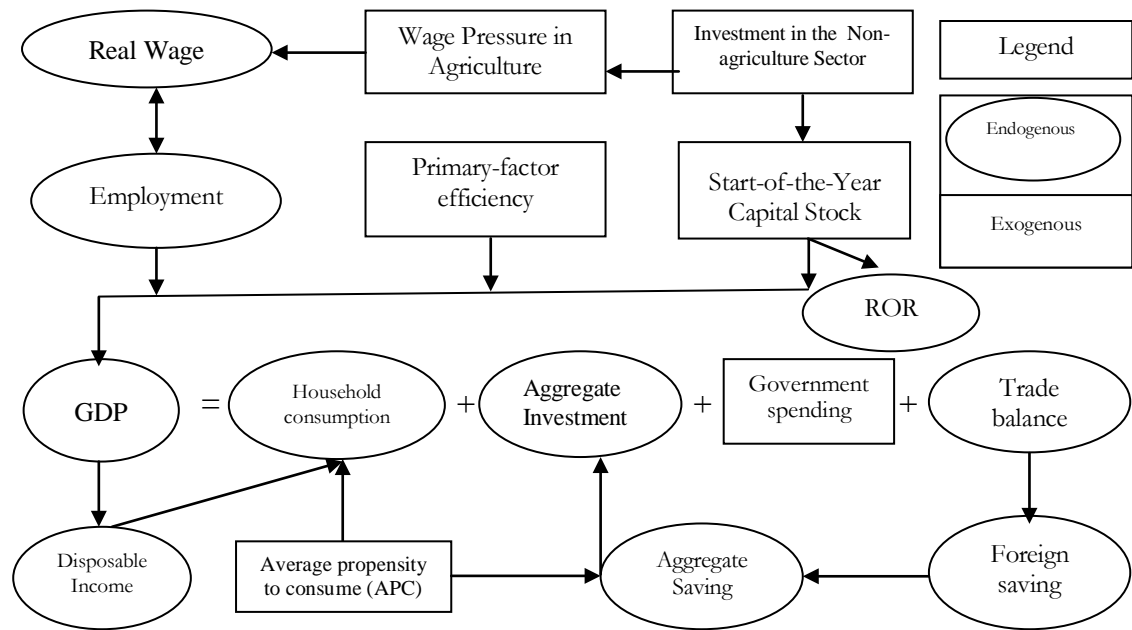 Real Wage
Wage Pressure in
Agriculture
Investment in the Non-
agriculture Sector
Legend
Endogenous
Exogenous
Employment
Primary-factor
efficiency
Start-of-the-Year
Capital Stock
ROR
GDP
=
Household
consumption
+
Aggregate
Investment
+
Government
spending
+
Trade
balance
Disposable
Income
Average propensity
to consume (APC)
Aggregate
Saving
Foreign
saving